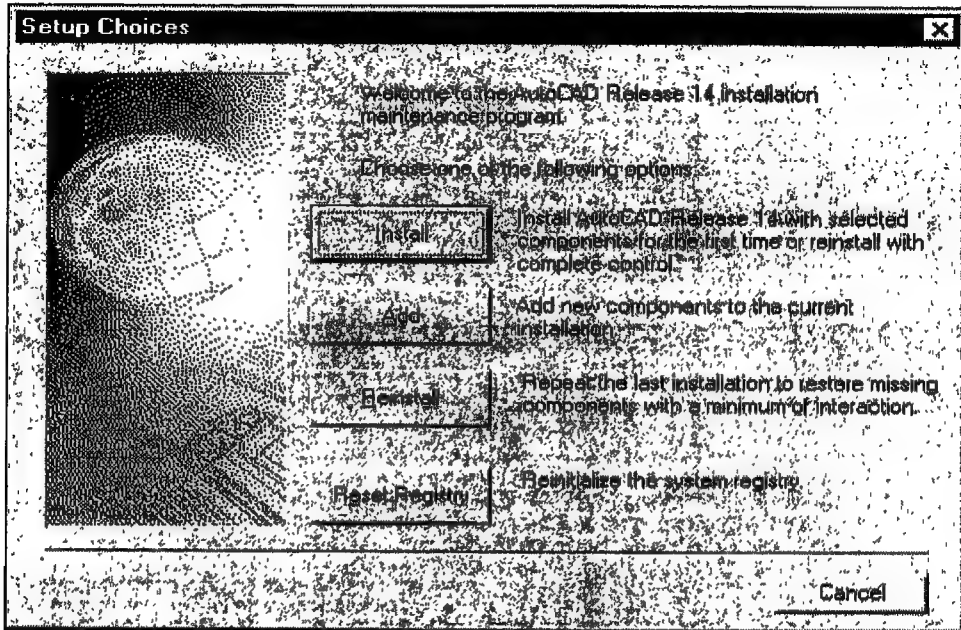 Setup Choices
Welcome to the AutoCAD Release 14 installation
maintenance program.
Choose one of the following options:
Install
Install AutoCAD Release 14 with selected
components for the first time or reinstall with
complete control.
Add
Add new components to the current
installation.
Reinstall
Repeat the last installation to restore missing
components with a minimum of interaction.
Reset Registry
Reinitialize the system registry.
Cancel